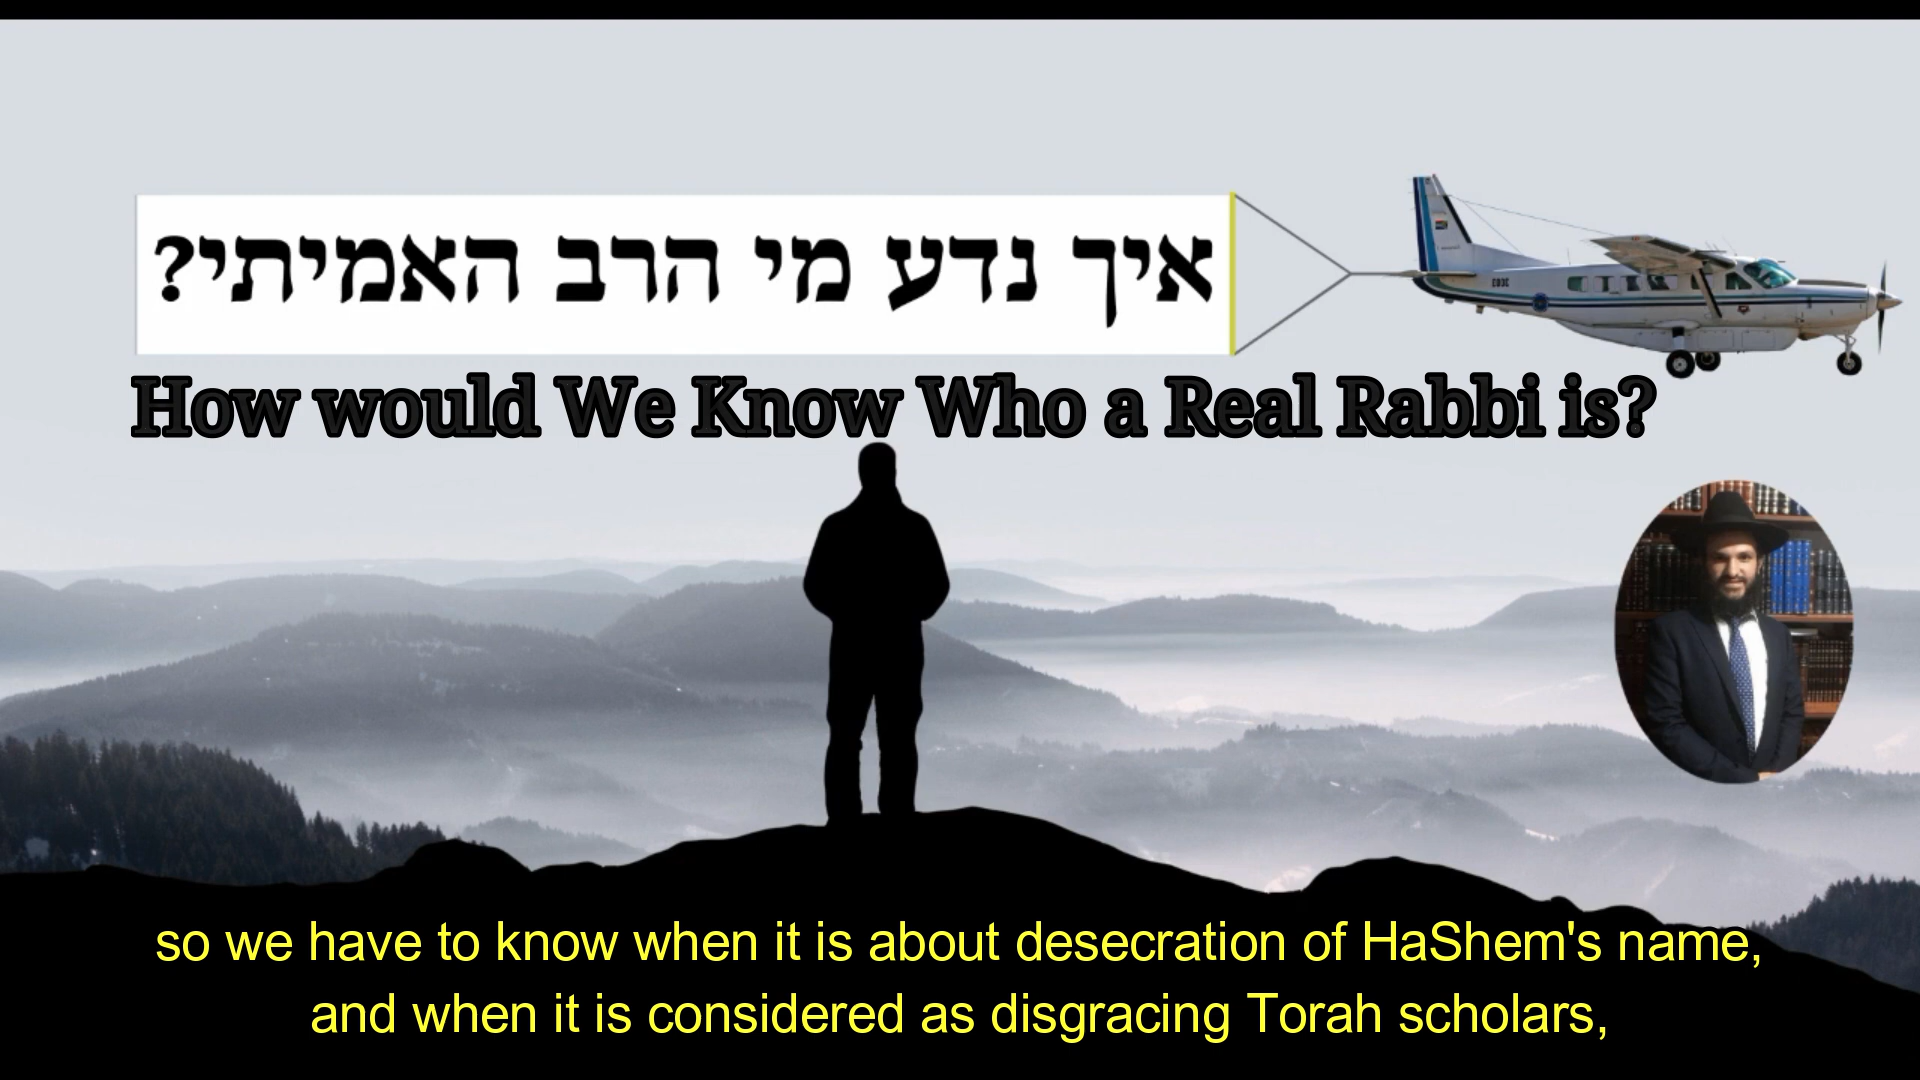 איך נדע מי הרב האמיתי?
How would We Know Who a Real Rabbi is?
so we have to know when it is about desecration of HaShem's name,
and when it is considered as disgracing Torah scholars,